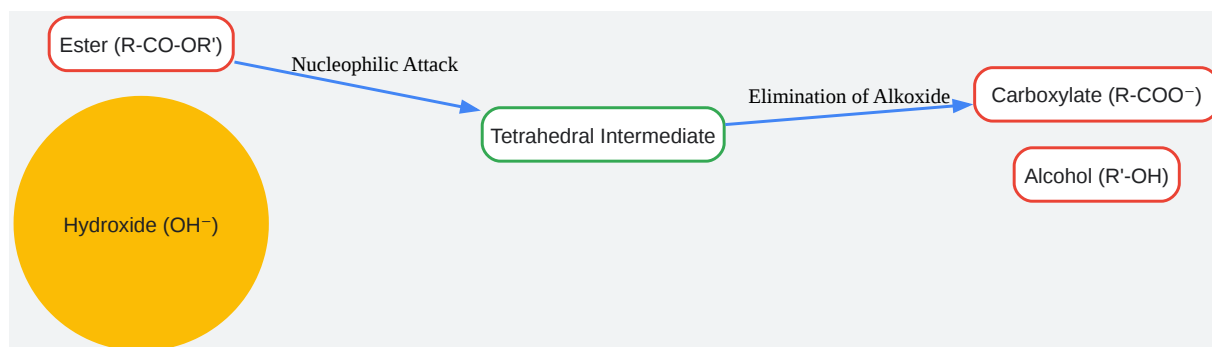 Ester (R-CO-OR')
Nucleophilic Attack
Tetrahedral Intermediate
Elimination of Alkoxide
Carboxylate (R-COO⁻)
Alcohol (R'-OH)
Hydroxide (OH⁻)